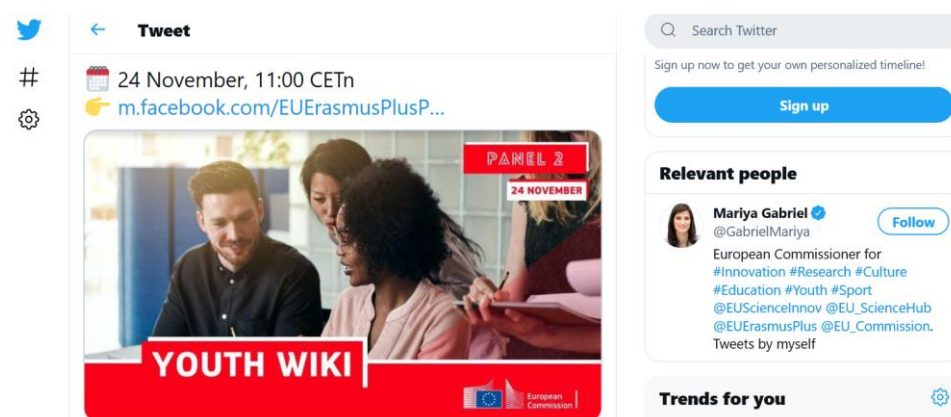 Tweet
24 November, 11:00 CETn
m.facebook.com/EUErasmusPlusP...
PANEL 2
24 NOVEMBER
YOUTH WIKI
European
Commission
Search Twitter
Sign up now to get your own personalized timeline!
Sign up
Relevant people
Mariya Gabriel
@GabrielMariya
Follow
European Commissioner for
#Innovation #Research #Culture
#Education #Youth #Sport
@EUScienceInnov @EU_ScienceHub
@EUErasmusPlus @EU_Commission.
Tweets by myself
Trends for you